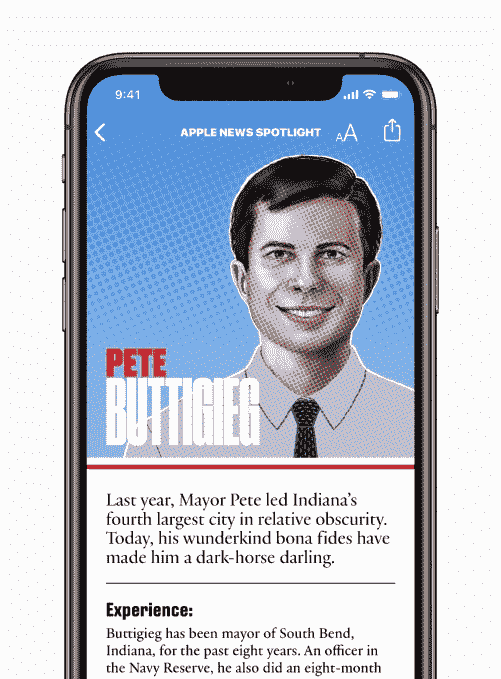 9:41
APPLE NEWS SPOTLIGHT AA
PETE
BUTTIGIEG
Last year, Mayor Pete led Indiana’s
fourth largest city in relative obscurity.
Today, his wunderkind bona fides have
made him a dark-horse darling.
Experience:
Buttigieg has been mayor of South Bend,
Indiana, for the past eight years. An officer in
the Navy Reserve, he also did an eight-month